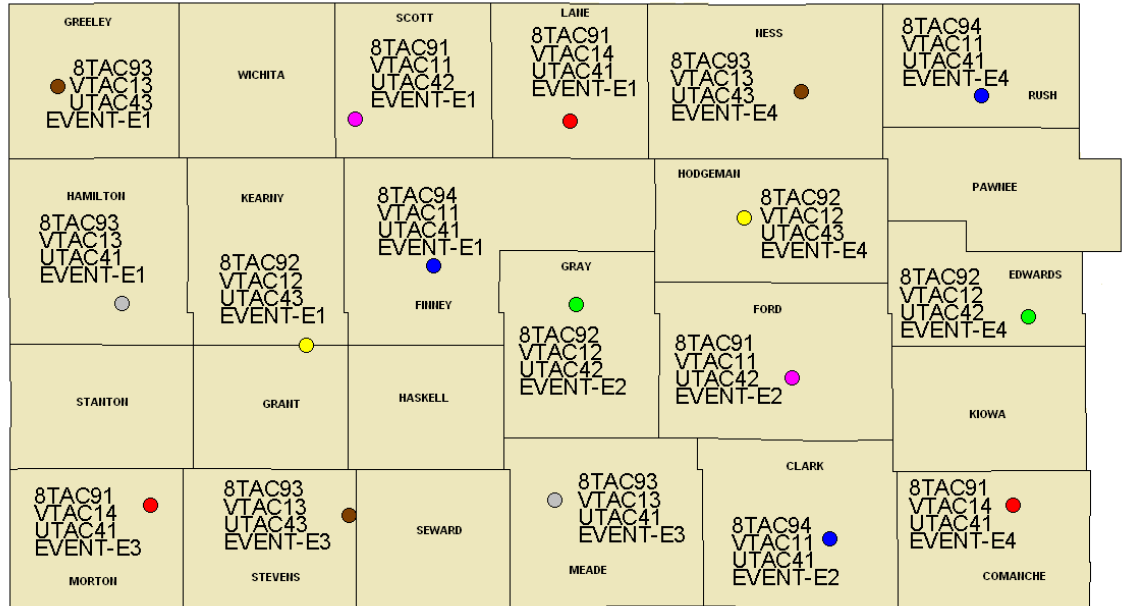 GREELEY
8TAC93
VTAC13
UTAC43
EVENT-E1
WICHITA
SCOTT
8TAC91
VTAC11
UTAC42
EVENT-E1
LANE
8TAC91
VTAC14
UTAC41
EVENT-E1
NESS
8TAC93
VTAC13
UTAC43
EVENT-E4
8TAC94
VTAC11
UTAC41
EVENT-E4
RUSH
HAMILTON
8TAC93
VTAC13
UTAC41
EVENT-E1
KEARNY
8TAC92
VTAC12
UTAC43
EVENT-E1
8TAC94
VTAC11
UTAC41
EVENT-E1
FINNEY
HODGEMAN
8TAC92
VTAC12
UTAC43
EVENT-E4
PAWNEE
GRAY
8TAC92
VTAC12
UTAC42
EVENT-E2
FORD
8TAC91
VTAC11
UTAC42
EVENT-E2
EDWARDS
8TAC92
VTAC12
UTAC42
EVENT-E4
STANTON
GRANT
HASKELL
KIOWA
8TAC91
VTAC14
UTAC41
EVENT-E3
MORTON
8TAC93
VTAC13
UTAC43
EVENT-E3
STEVENS
SEWARD
8TAC93
VTAC13
UTAC41
EVENT-E3
MEADE
CLARK
8TAC94
VTAC11
UTAC41
EVENT-E2
8TAC91
VTAC14
UTAC41
EVENT-E4
COMANCHE